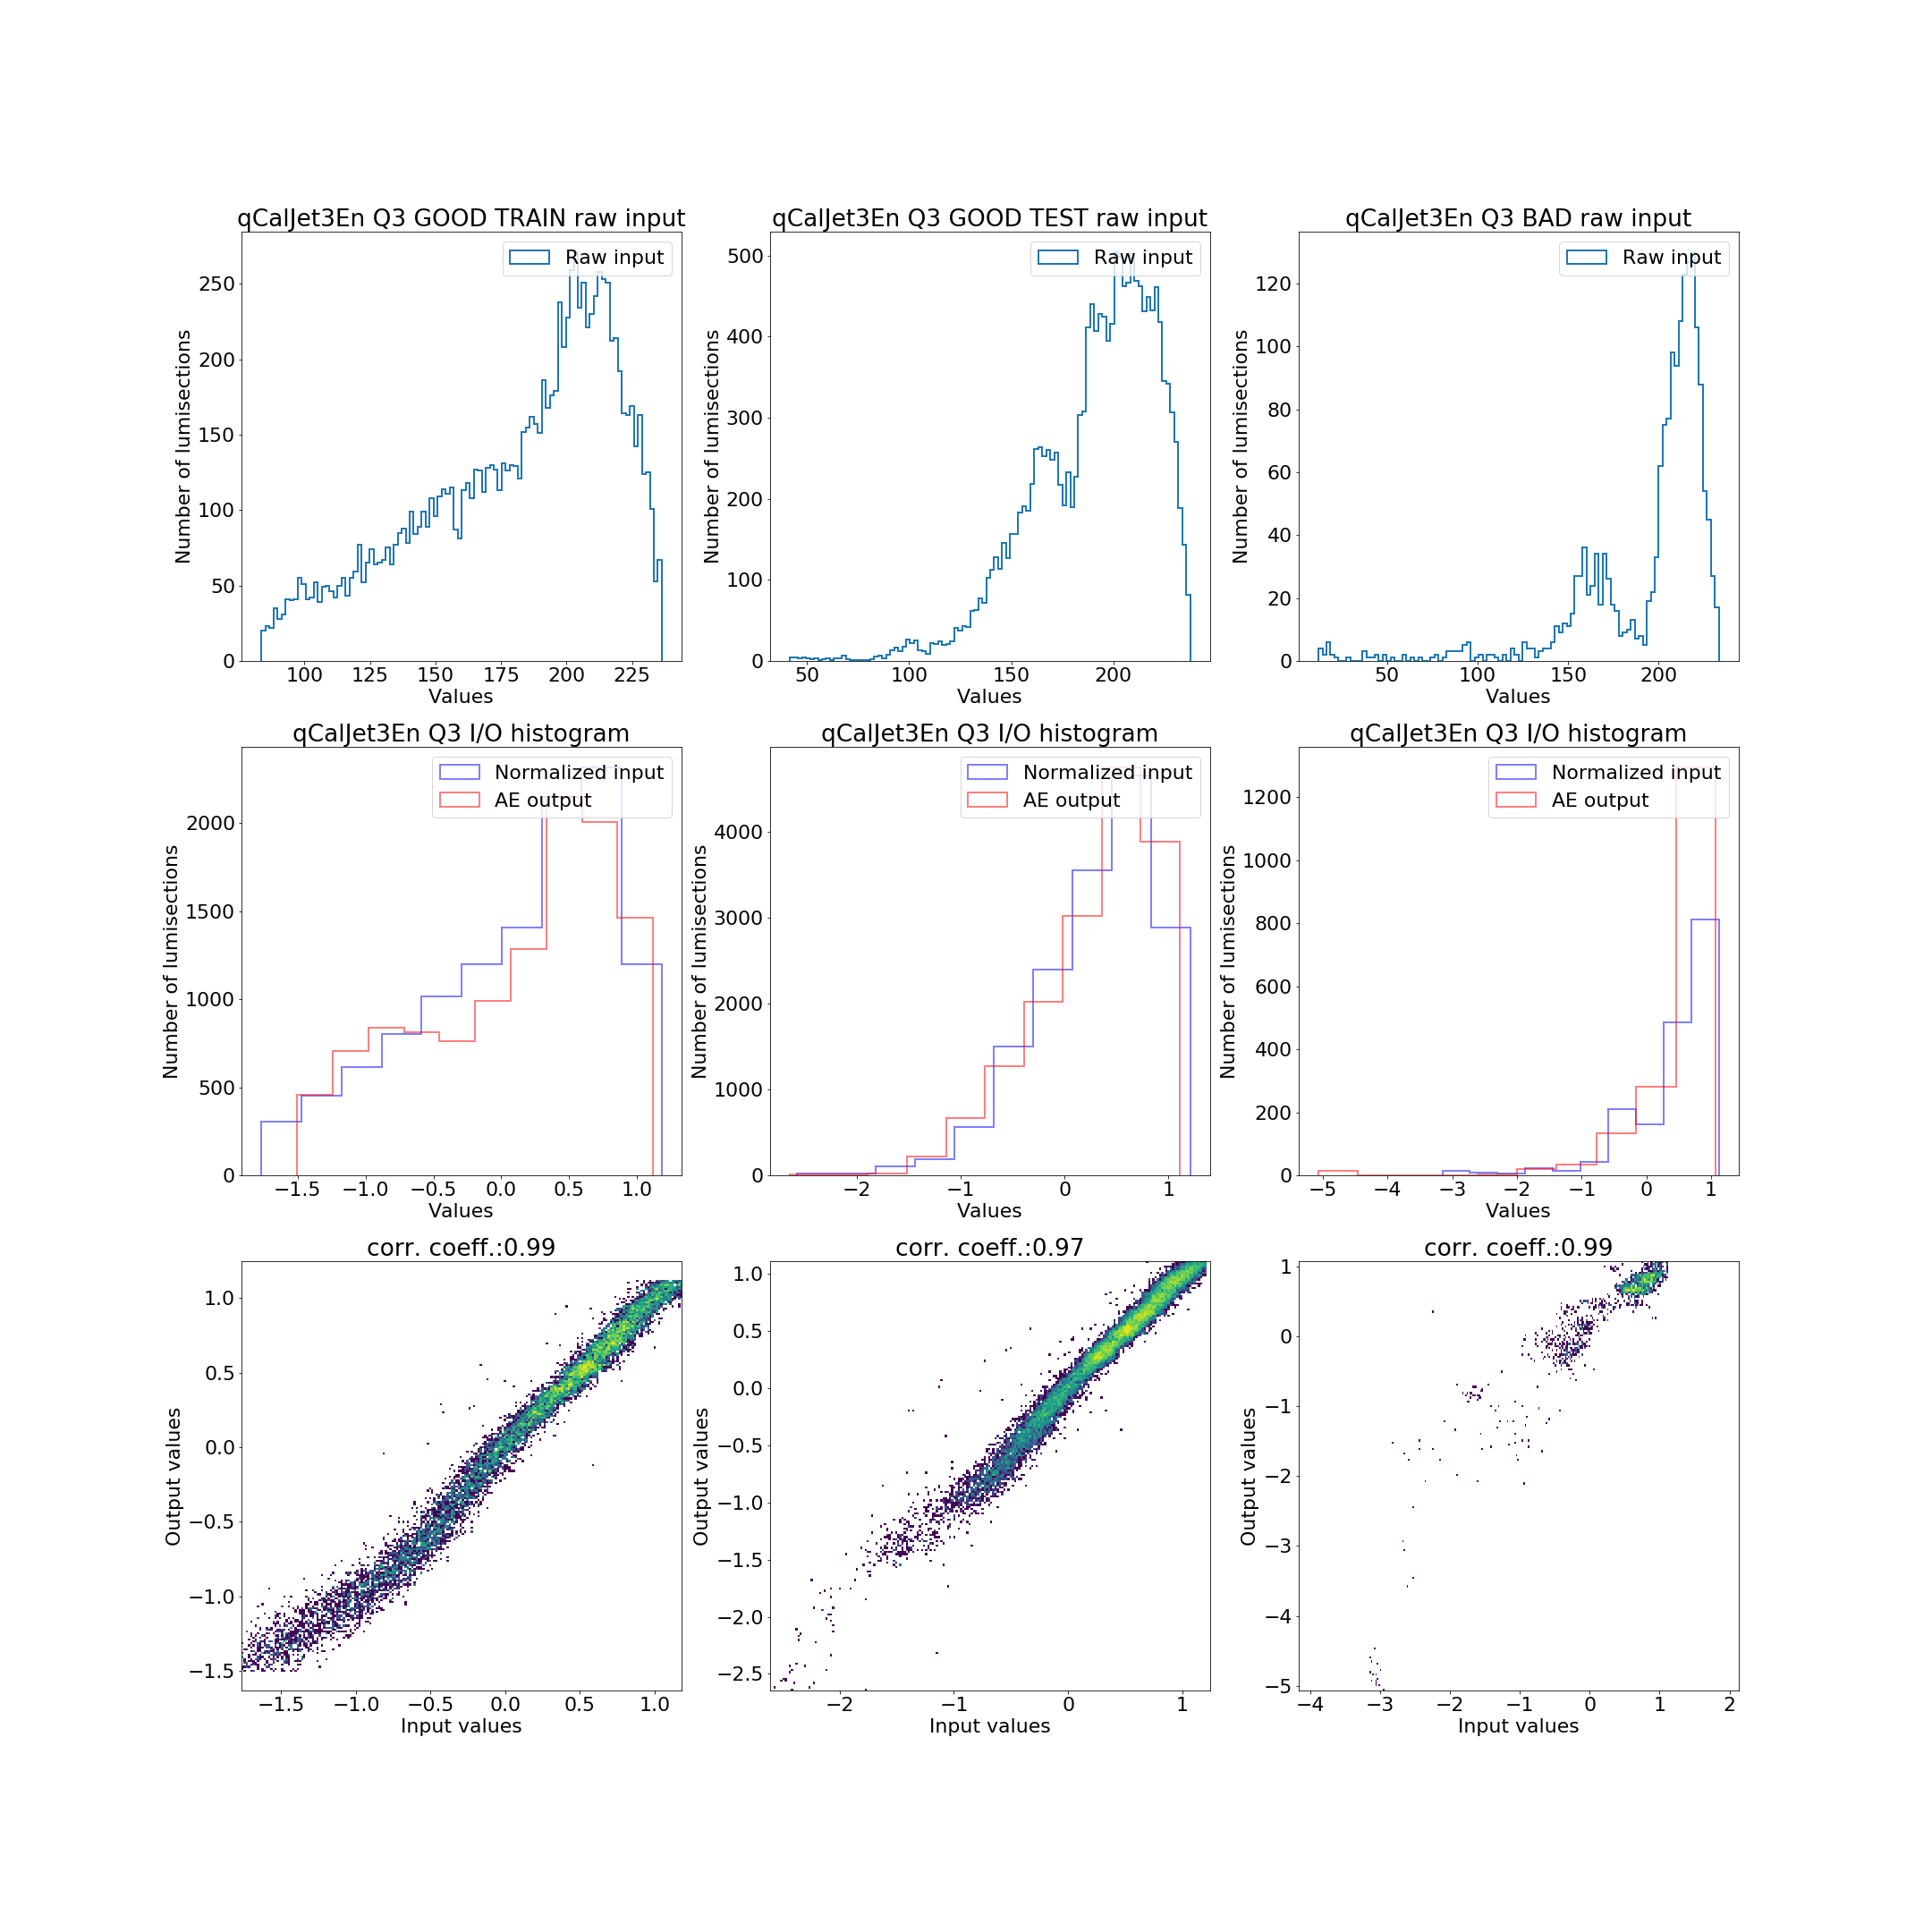 qCalJet3En Q3 GOOD TRAIN raw input
Raw input
Number of lumisections
250
200
150
100
50
0
100 125 150 175 200 225
Values
qCalJet3En Q3 GOOD TEST raw input
Raw input
Number of lumisections
500
400
300
200
100
0
50 100 150 200
Values
qCalJet3En Q3 BAD raw input
Raw input
Number of lumisections
120
100
80
60
40
20
0
50 100 150 200
Values
qCalJet3En Q3 I/O histogram
Normalized input
AE output
Number of lumisections
2000
1500
1000
500
0
−1.5 −1.0 −0.5 0.0 0.5 1.0
Values
qCalJet3En Q3 I/O histogram
Normalized input
AE output
Number of lumisections
4000
3000
2000
1000
0
−2 −1 0 1
Values
qCalJet3En Q3 I/O histogram
Normalized input
AE output
Number of lumisections
1200
1000
800
600
400
200
0
−5 −4 −3 −2 −1 0 1
Values
corr. coeff.:0.99
Output values
1.0
0.5
0.0
−0.5
−1.0
−1.5
−1.5 −1.0 −0.5 0.0 0.5 1.0
Input values
corr. coeff.:0.97
Output values
1.0
0.5
0.0
−0.5
−1.0
−1.5
−2.0
−2.5
−2 −1 0 1
Input values
corr. coeff.:0.99
Output values
1
0
−1
−2
−3
−4
−5
−4 −3 −2 −1 0 1 2
Input values